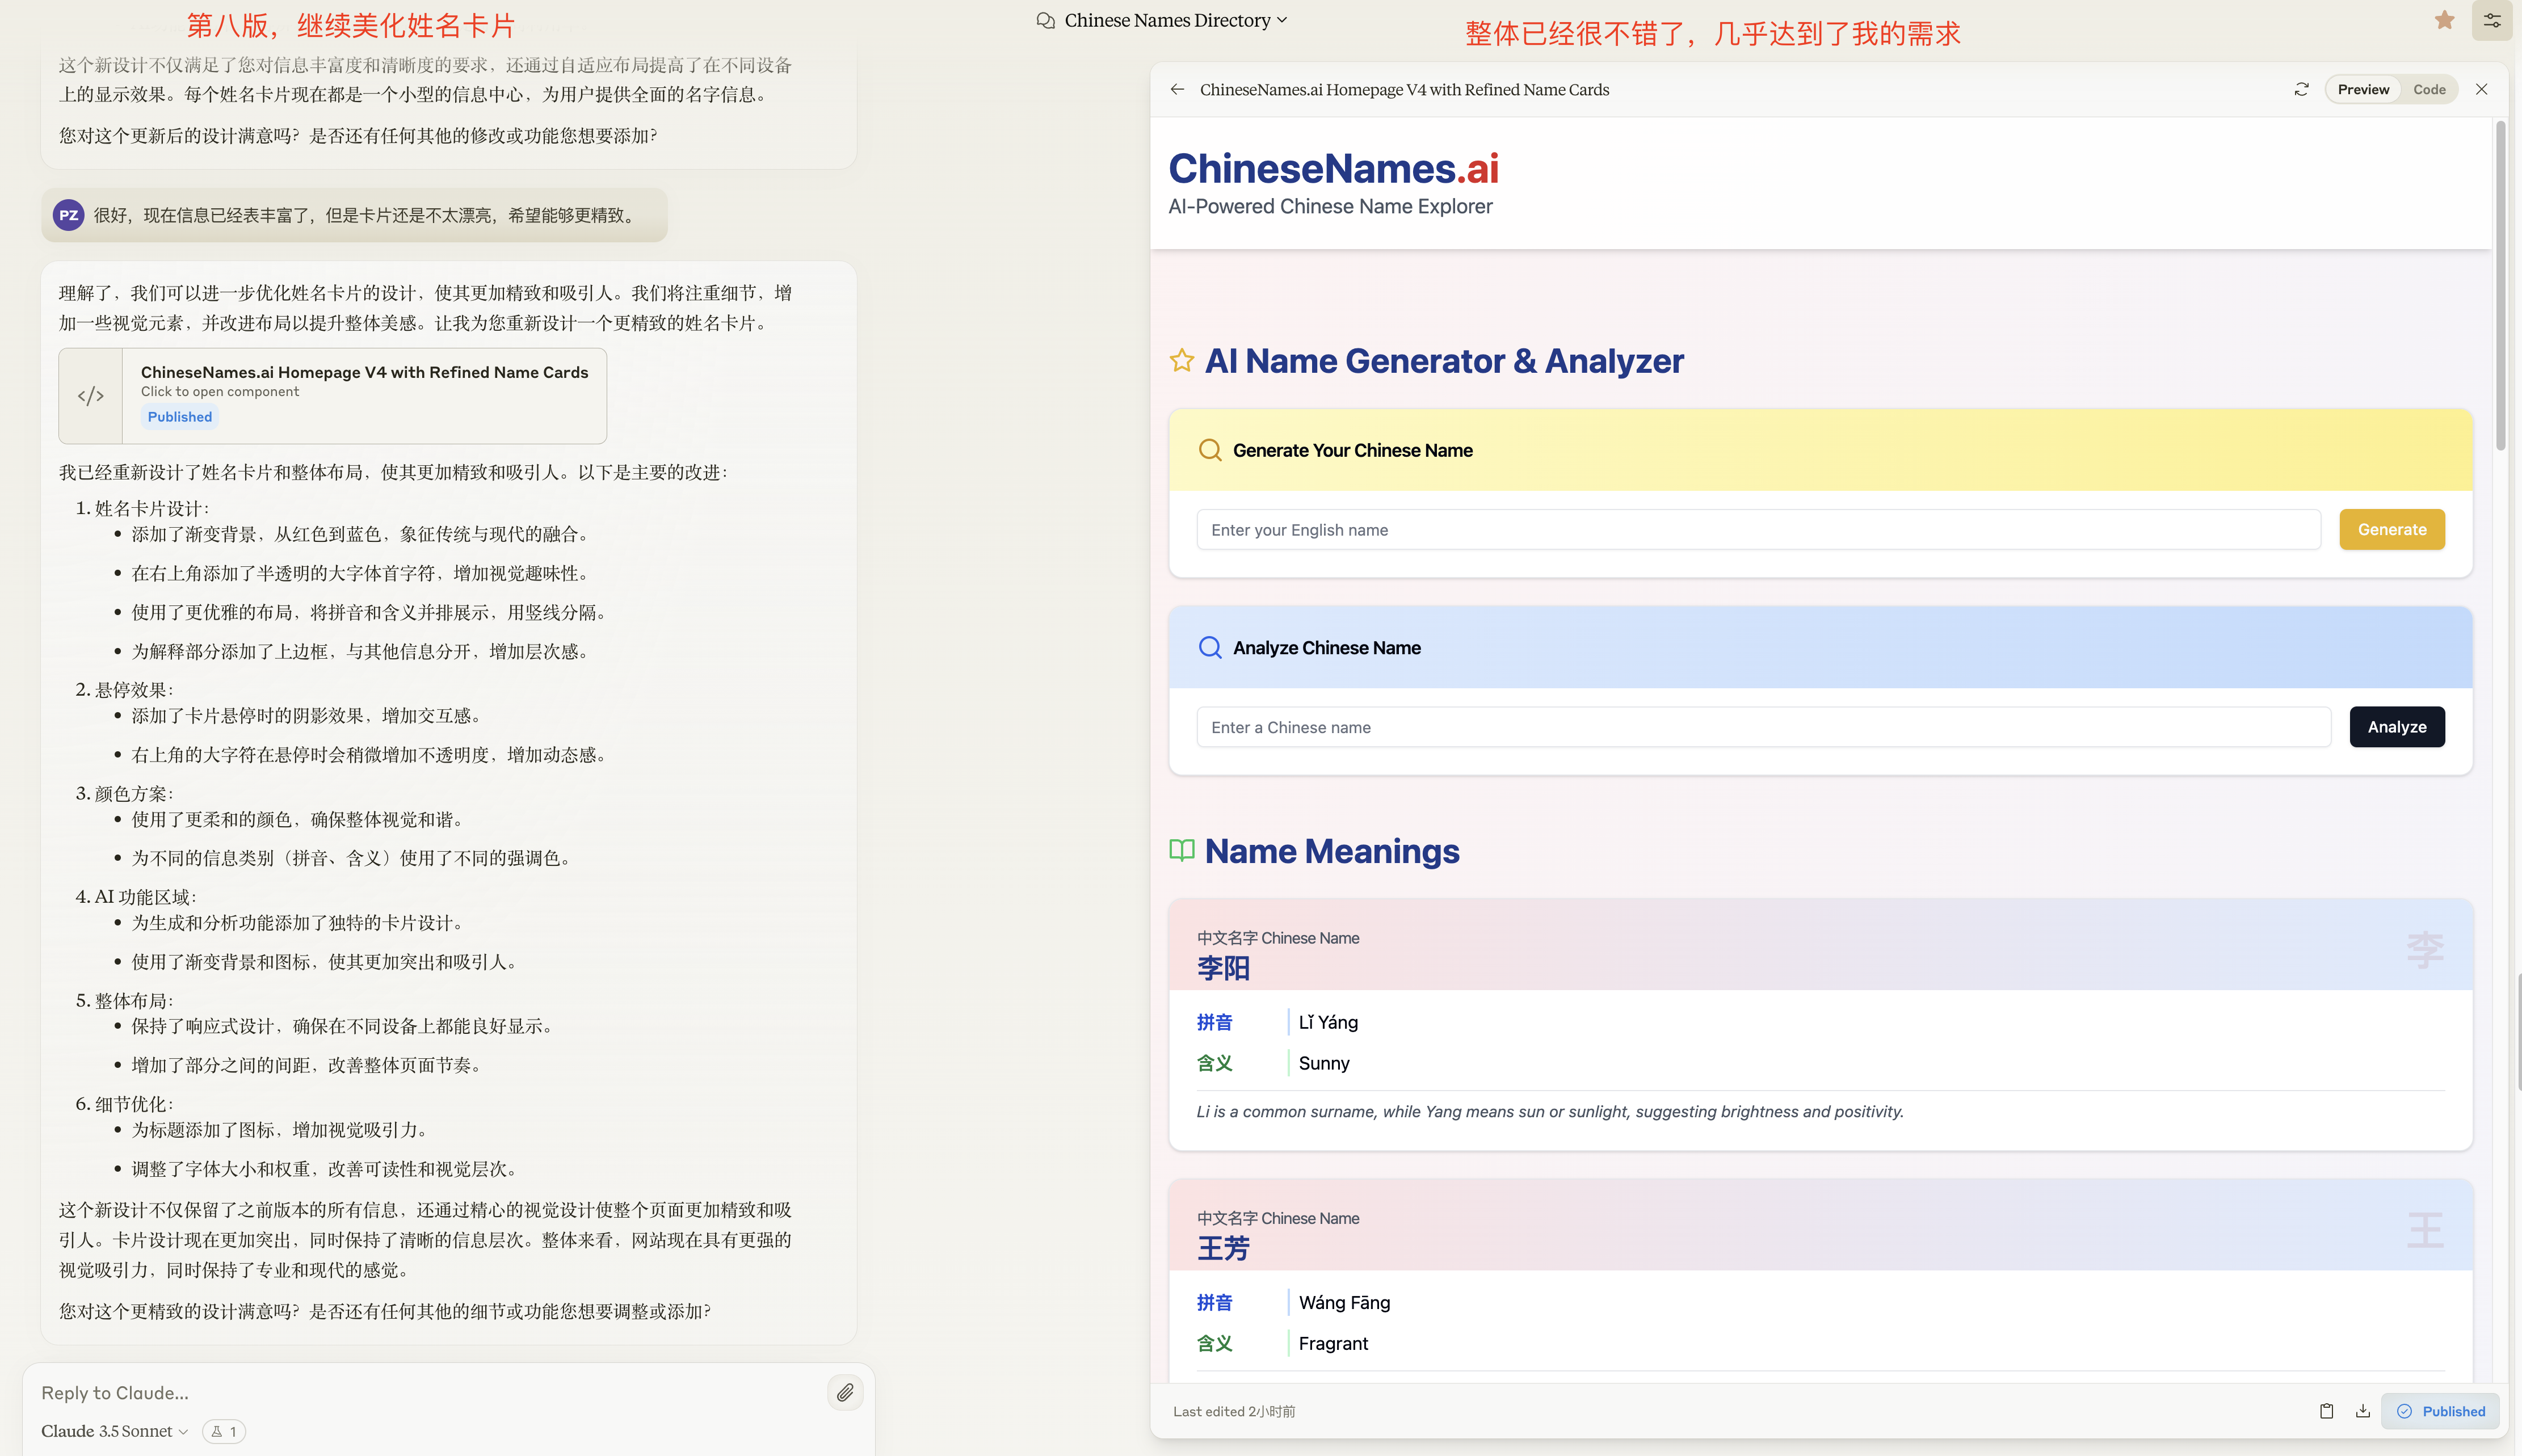 第八版，继续美化姓名卡片
Chinese Names Directory
整体已经很不错了，几乎达到了我的需求
这个新设计不仅满足了您对信息丰富度和清晰度的要求，还通过自适应布局提高了在不同设备
上的显示效果。每个姓名卡片现在都是一个小型的信息中心，为用户提供全面的名字信息。
您对这个更新后的设计满意吗？是否还有任何其他的修改或功能您想要添加？
PZ 很好，现在信息已经表丰富了，但是卡片还是不太漂亮，希望能够更精致。
理解了，我们可以进一步优化姓名卡片的设计，使其更加精致和吸引人。我们将注重细节，增
加一些视觉元素，并改进布局以提升整体美感。让我为您重新设计一个更精致的姓名卡片。
</>
ChineseNames.ai Homepage V4 with Refined Name Cards
Click to open component
Published
我已经重新设计了姓名卡片和整体布局，使其更加精致和吸引人。以下是主要的改进：
1. 姓名卡片设计：
• 添加了渐变背景，从红色到蓝色，象征传统与现代的融合。
• 在右上角添加了半透明的大字体首字符，增加视觉趣味性。
• 使用了更优雅的布局，将拼音和含义并排展示，用竖线分隔。
• 为解释部分添加了上边框，与其他信息分开，增加层次感。
2. 悬停效果：
• 添加了卡片悬停时的阴影效果，增加交互感。
• 右上角的大字符在悬停时会稍微增加不透明度，增加动态感。
3. 颜色方案：
• 使用了更柔和的颜色，确保整体视觉和谐。
• 为不同的信息类别（拼音、含义）使用了不同的强调色。
4. AI 功能区域：
• 为生成和分析功能添加了独特的卡片设计。
• 使用了渐变背景和图标，使其更加突出和吸引人。
5. 整体布局：
• 保持了响应式设计，确保在不同设备上都能良好显示。
• 增加了部分之间的间距，改善整体页面节奏。
6. 细节优化：
• 为标题添加了图标，增加视觉吸引力。
• 调整了字体大小和权重，改善可读性和视觉层次。
这个新设计不仅保留了之前版本的所有信息，还通过精心的视觉设计使整个页面更加精致和吸
引人。卡片设计现在更加突出，同时保持了清晰的信息层次。整体来看，网站现在具有更强的
视觉吸引力，同时保持了专业和现代的感觉。
您对这个更精致的设计满意吗？是否还有任何其他的细节或功能您想要调整或添加？
Reply to Claude...
Claude 3.5 Sonnet
1
ChineseNames.ai Homepage V4 with Refined Name Cards
Preview
Code
ChineseNames.ai
AI-Powered Chinese Name Explorer
AI Name Generator & Analyzer
Generate Your Chinese Name
Enter your English name
Generate
Analyze Chinese Name
Enter a Chinese name
Analyze
Name Meanings
中文名字 Chinese Name
李阳
李
拼音 Lǐ Yáng
含义 Sunny
Li is a common surname, while Yang means sun or sunlight, suggesting brightness and positivity.
中文名字 Chinese Name
王芳
王
拼音 Wáng Fāng
含义 Fragrant
Last edited 2小时前
Published